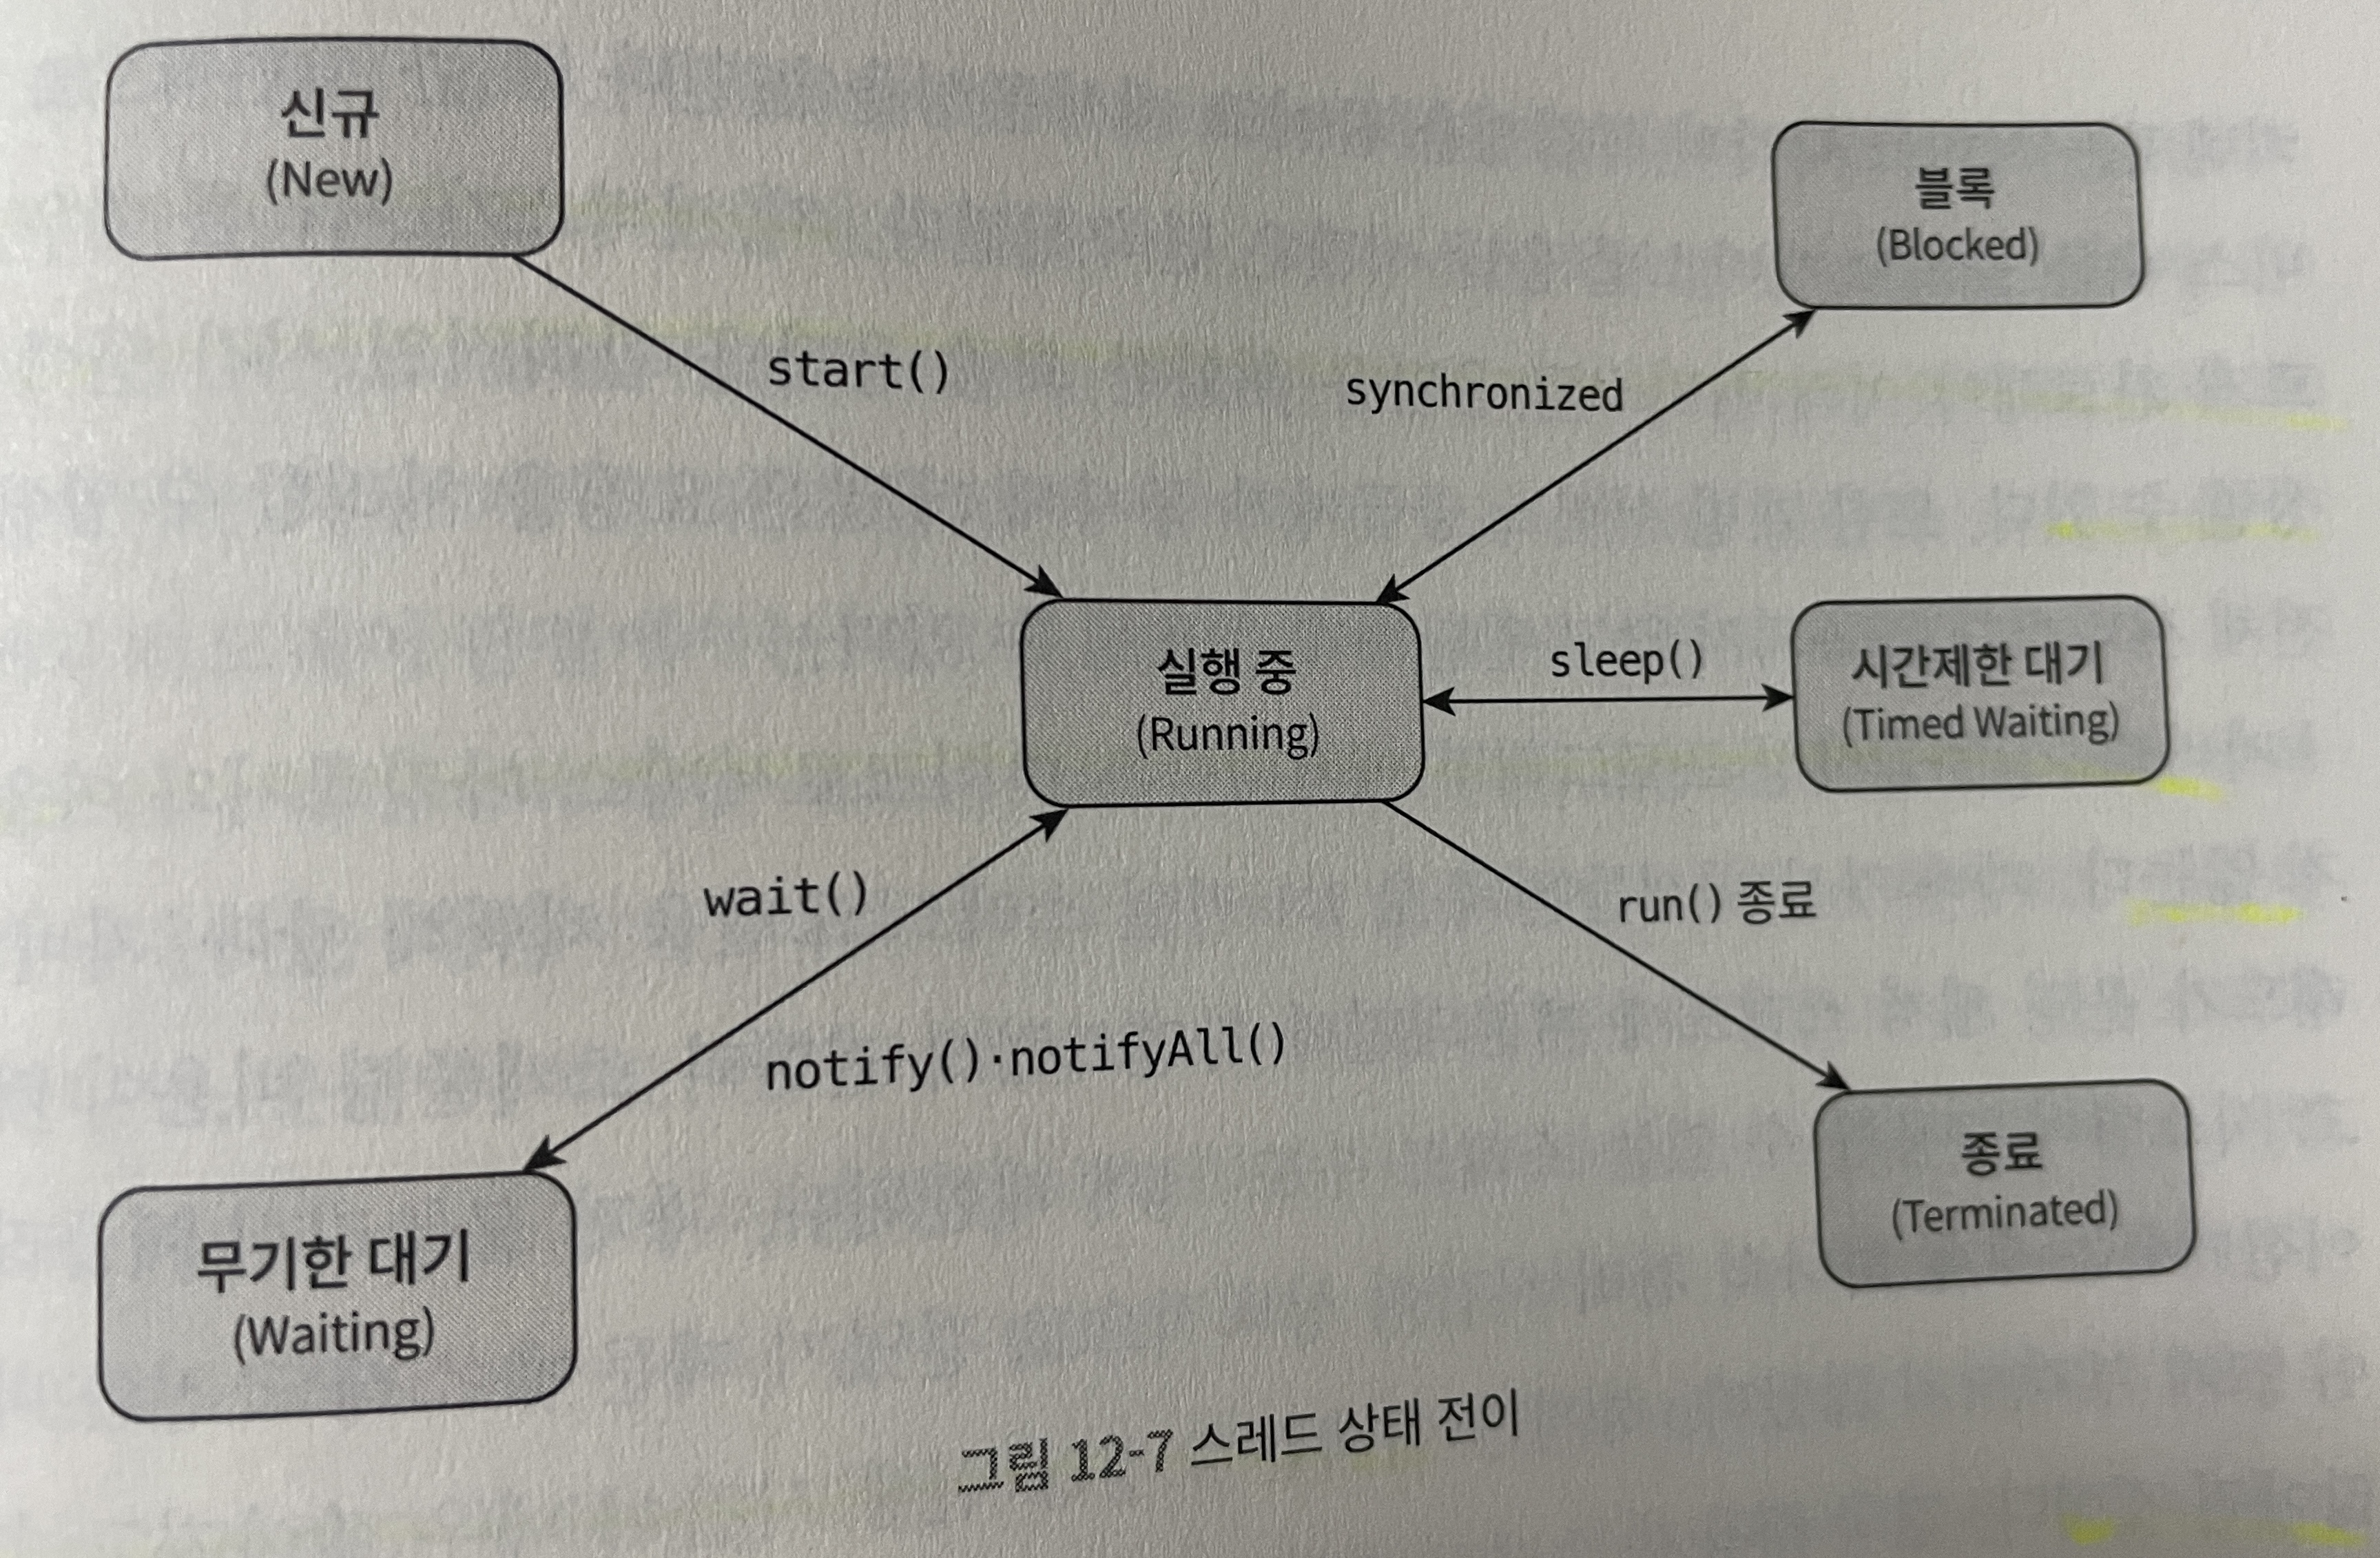 신규
(New)
블록
(Blocked)
start()
synchronized
실행 중
(Running)
sleep()
시간제한 대기
(Timed Waiting)
wait()
run() 종료
notify()·notifyAll()
종료
(Terminated)
무기한 대기
(Waiting)
그림 12-7 스레드 상태 전이